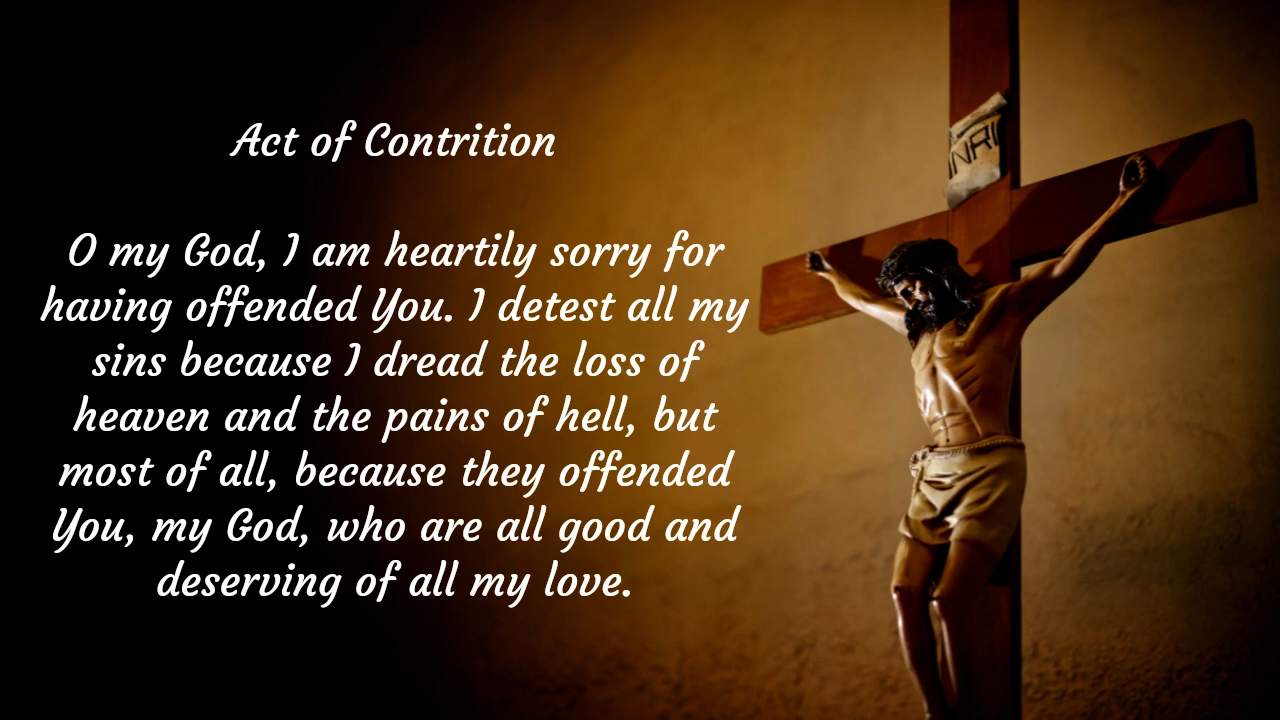 Act of Contrition
O my God, I am heartily sorry for
having offended You. I detest all my
sins because I dread the loss of
heaven and the pains of hell, but
most of all, because they offended
You, my God, who are all good and
deserving of all my love.
INRI